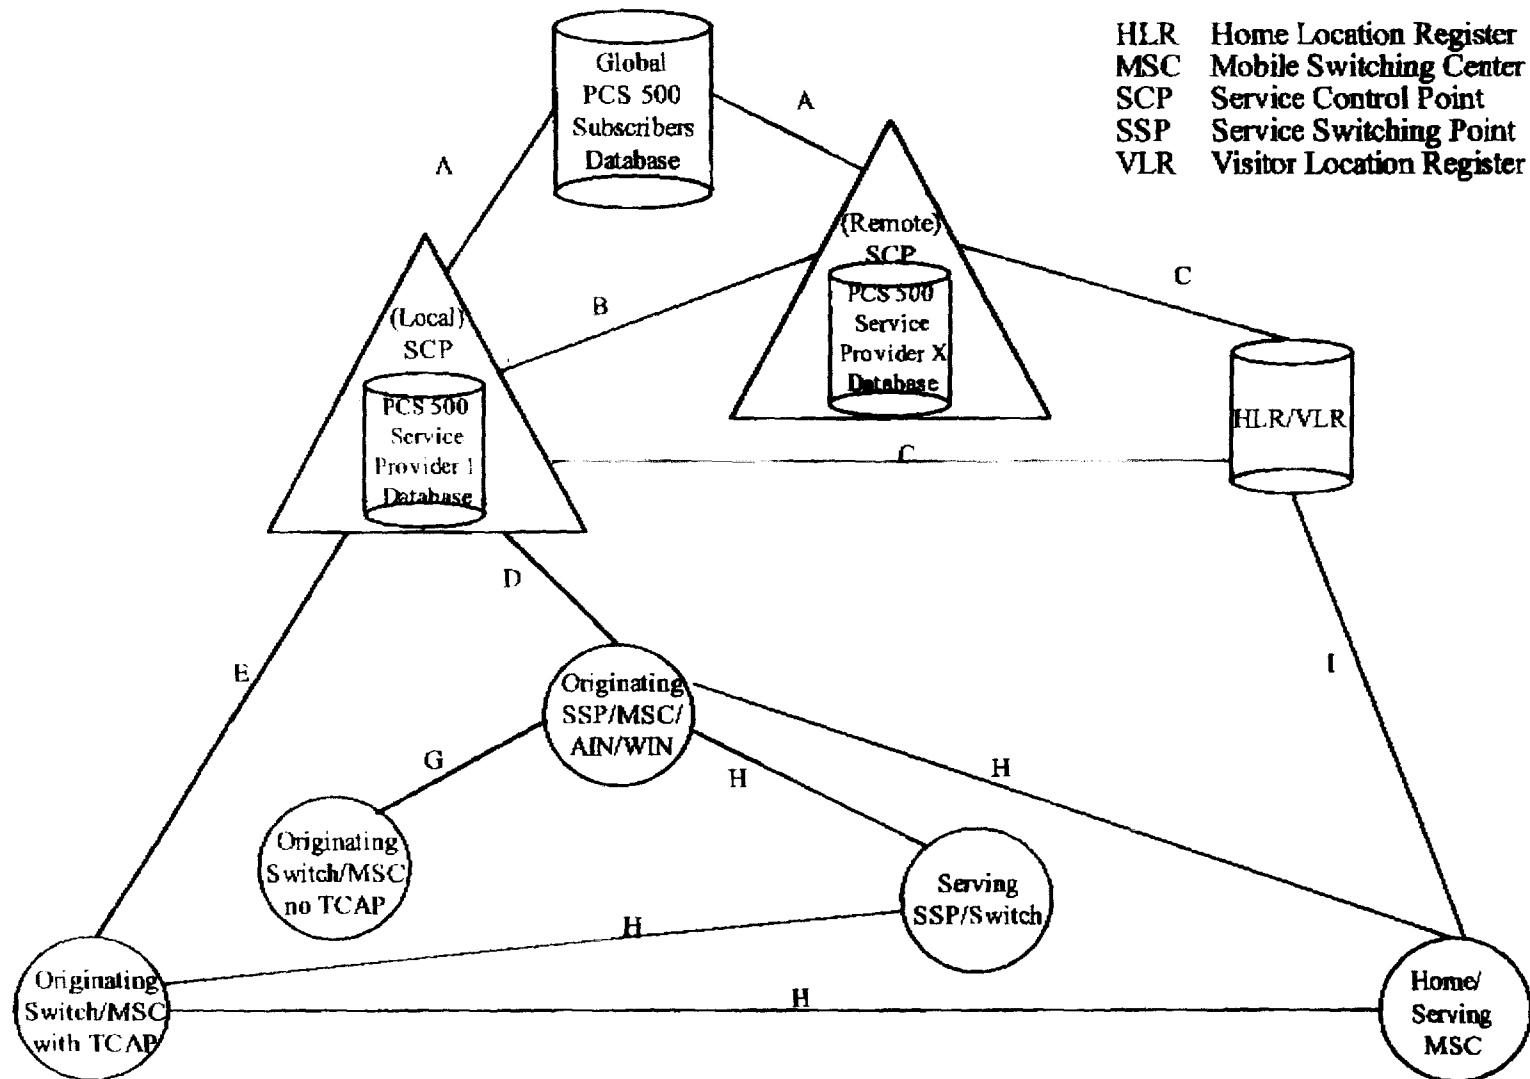 HLR Home Location Register
MSC Mobile Switching Center
SCP Service Control Point
SSP Service Switching Point
VLR Visitor Location Register
Global
PCS 500
Subscribers
Database
A
A
(Remote)
SCP
PCS 500
Service
Provider X
Database
B
C
(Local)
SCP
PCS 500
Service
Provider 1
Database
HLR/VLR
C
D
E
I
Originating
SSP/MSC/
AIN/WIN
G
H
H
Originating
Switch/MSC
no TCAP
Serving
SSP/Switch
H
Originating
Switch/MSC
with TCAP
H
Home/
Serving
MSC